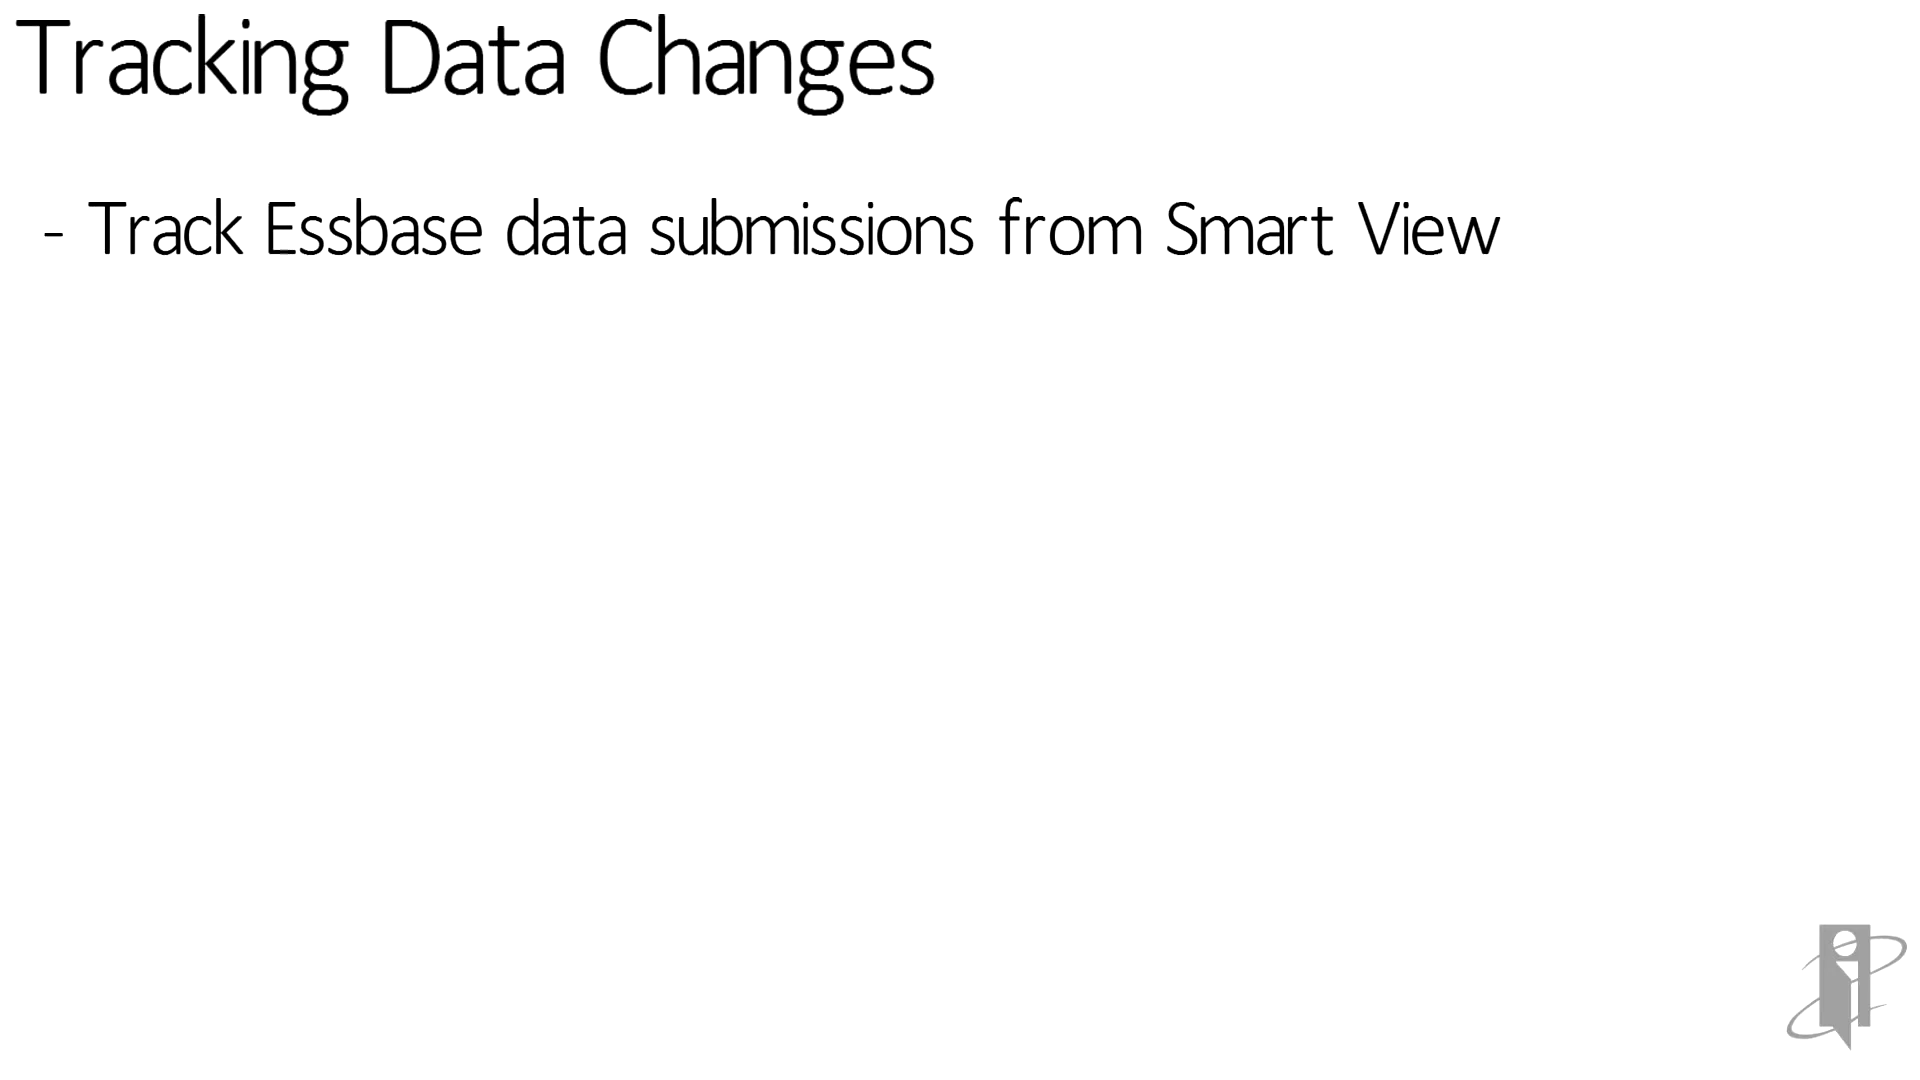 Tracking Data Changes
- Track Essbase data submissions from Smart View